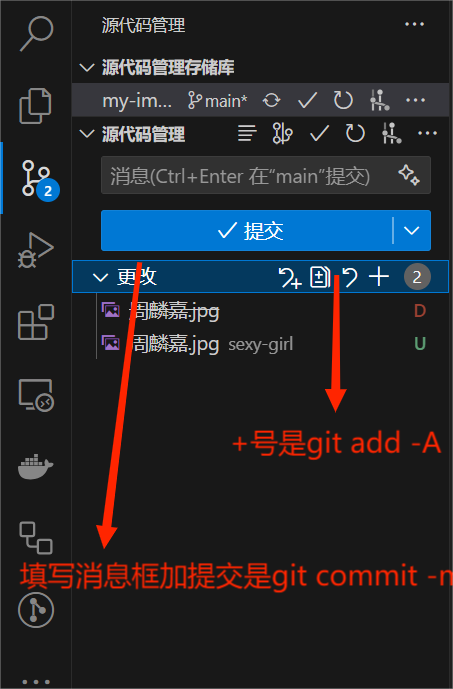 源代码管理
源代码管理存储库
my-im... main*
源代码管理
2
消息(Ctrl+Enter 在“main”提交)
提交
更改 2
周麟嘉.jpg D
周麟嘉.jpg sexy-girl U
+号是git add -A
填写消息框加提交是git commit -m